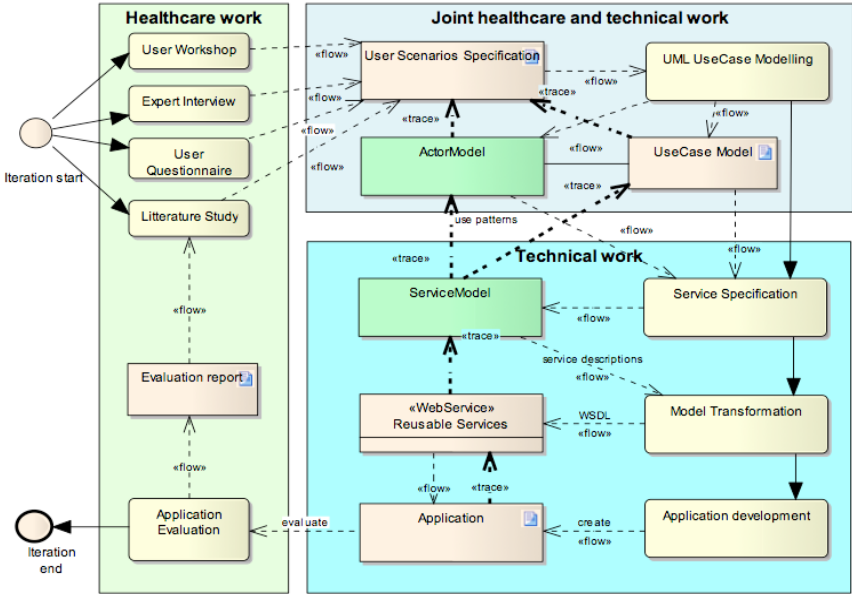 Healthcare work
Joint healthcare and technical work
User Workshop
«flow»
User Scenarios Specification
«flow»
UML UseCase Modelling
Expert Interview
«flow»
«trace»
«trace»
«flow»
User
Questionnaire
«flow»
ActorModel
«flow»
UseCase Model
Iteration start
«flow»
«trace»
Litterature Study
use patterns
«flow»
«flow»
Technical work
«trace»
ServiceModel
Service Specification
«flow»
«flow»
«trace»
service descriptions
«flow»
Evaluation report
«WebService»
Reusable Services
WSDL
«flow»
Model Transformation
«flow»
«flow»
«trace»
Application
Evaluation
evaluate
Application
create
«flow»
Application development
Iteration
end